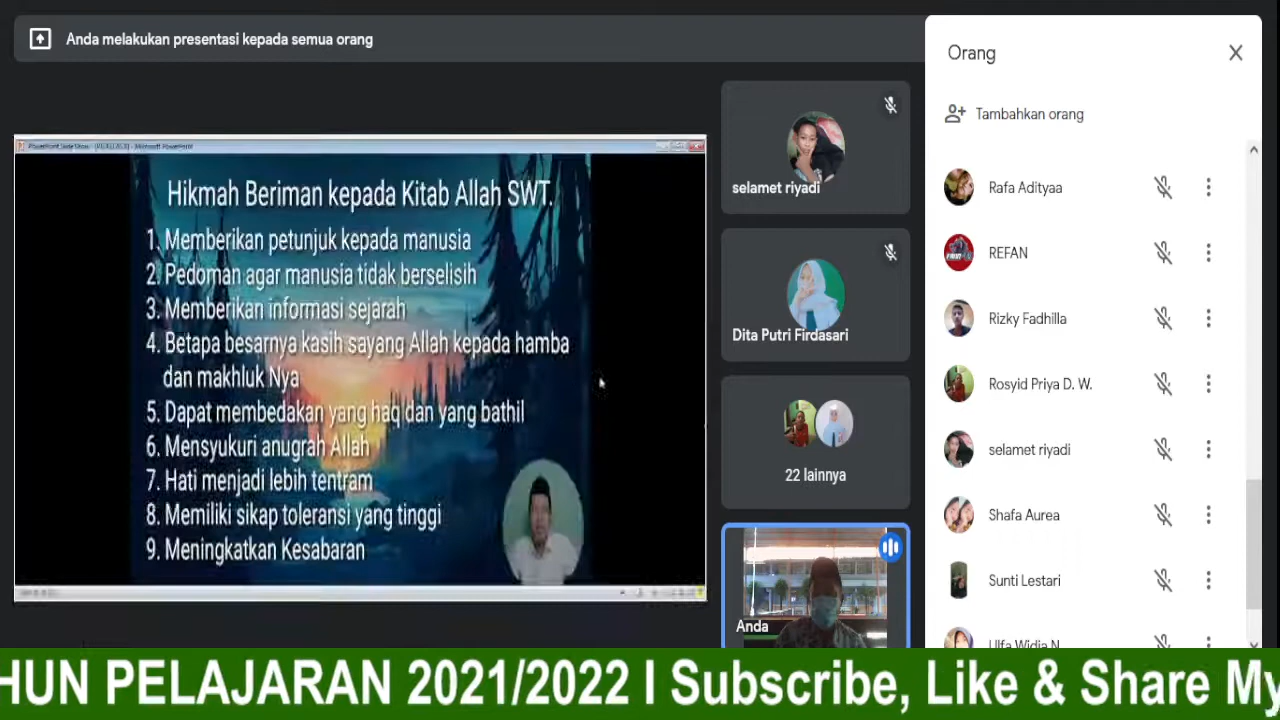 Anda melakukan presentasi kepada semua orang
Hikmah Beriman kepada Kitab Allah SWT.
1. Memberikan petunjuk kepada manusia
2. Pedoman agar manusia tidak berselisih
3. Memberikan informasi sejarah
4. Betapa besarnya kasih sayang Allah kepada hamba
dan makhluk Nya
5. Dapat membedakan yang haq dan yang bathil
6. Mensyukuri anugrah Allah
7. Hati menjadi lebih tentram
8. Memiliki sikap toleransi yang tinggi
9. Meningkatkan Kesabaran
selamet riyadi
Dita Putri Firdasari
22 lainnya
Anda
Orang
Tambahkan orang
Rafa Adityaa
REFAN
Rizky Fadhilla
Rosyid Priya D. W.
selamet riyadi
Shafa Aurea
Sunti Lestari
Ulfa Widia N
HUN PELAJARAN 2021/2022 I Subscribe, Like & Share My